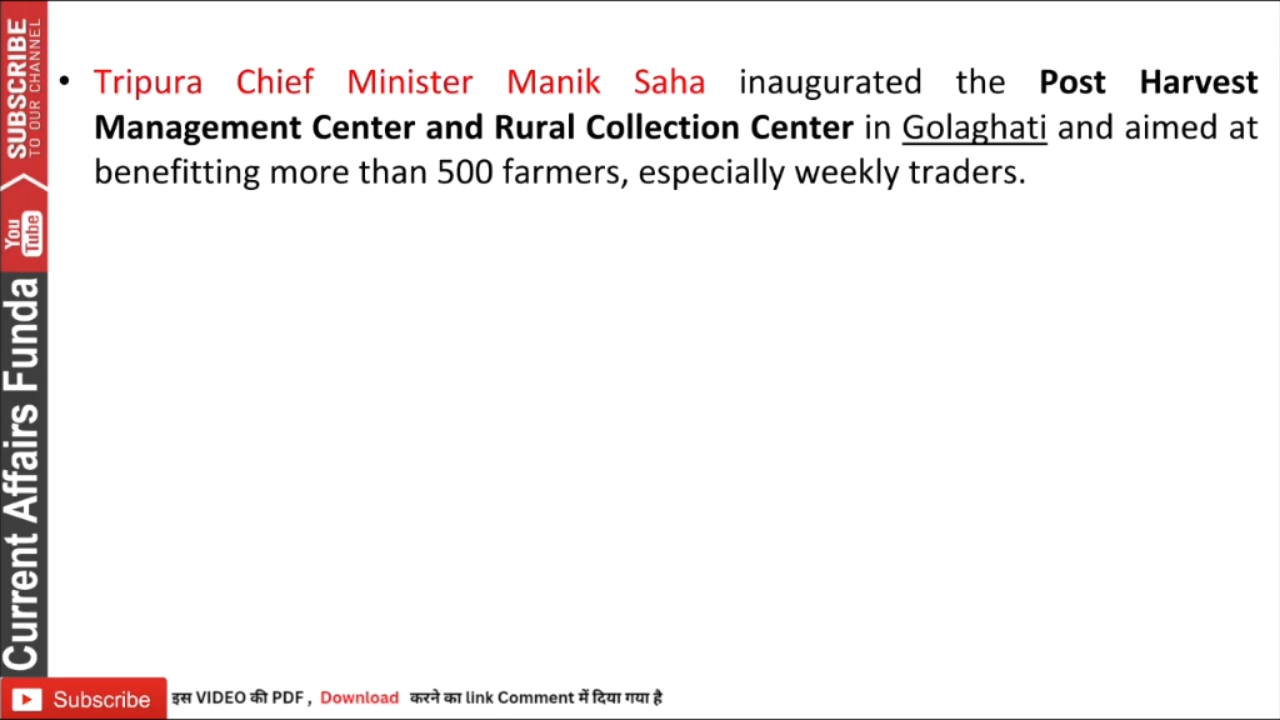 • Tripura Chief Minister Manik Saha inaugurated the Post Harvest
Management Center and Rural Collection Center in Golaghati and aimed at
benefitting more than 500 farmers, especially weekly traders.
SUBSCRIBE
TO OUR CHANNEL
You
Tube
Current Affairs Funda
Subscribe
इस VIDEO की PDF , Download करने का link Comment में दिया गया है